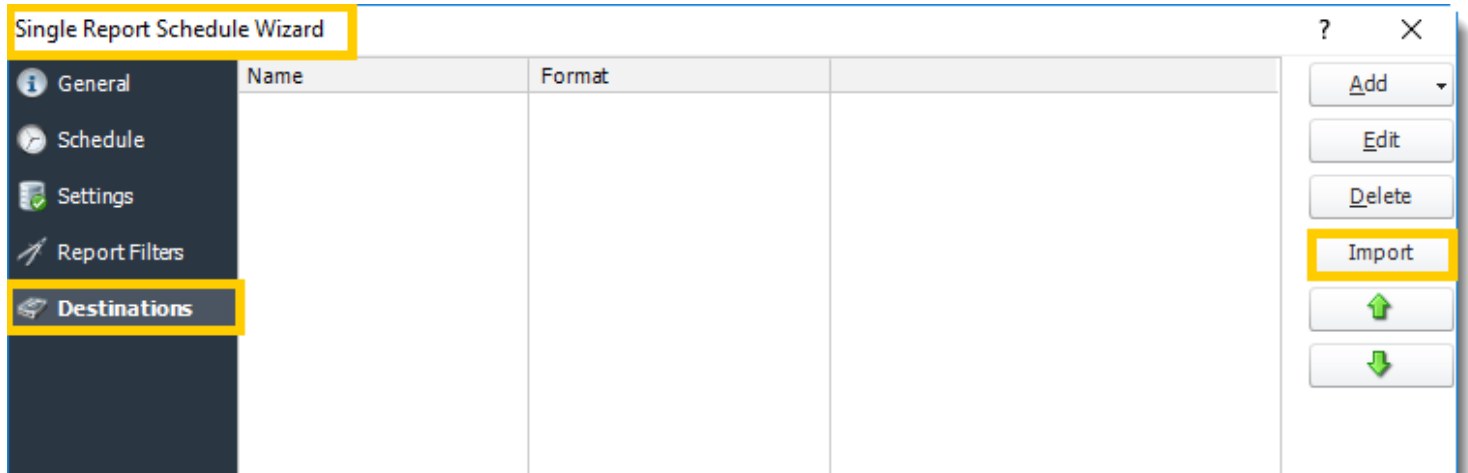 Single Report Schedule Wizard
?
General
Schedule
Settings
Report Filters
Destinations
Name Format
Add
Edit
Delete
Import